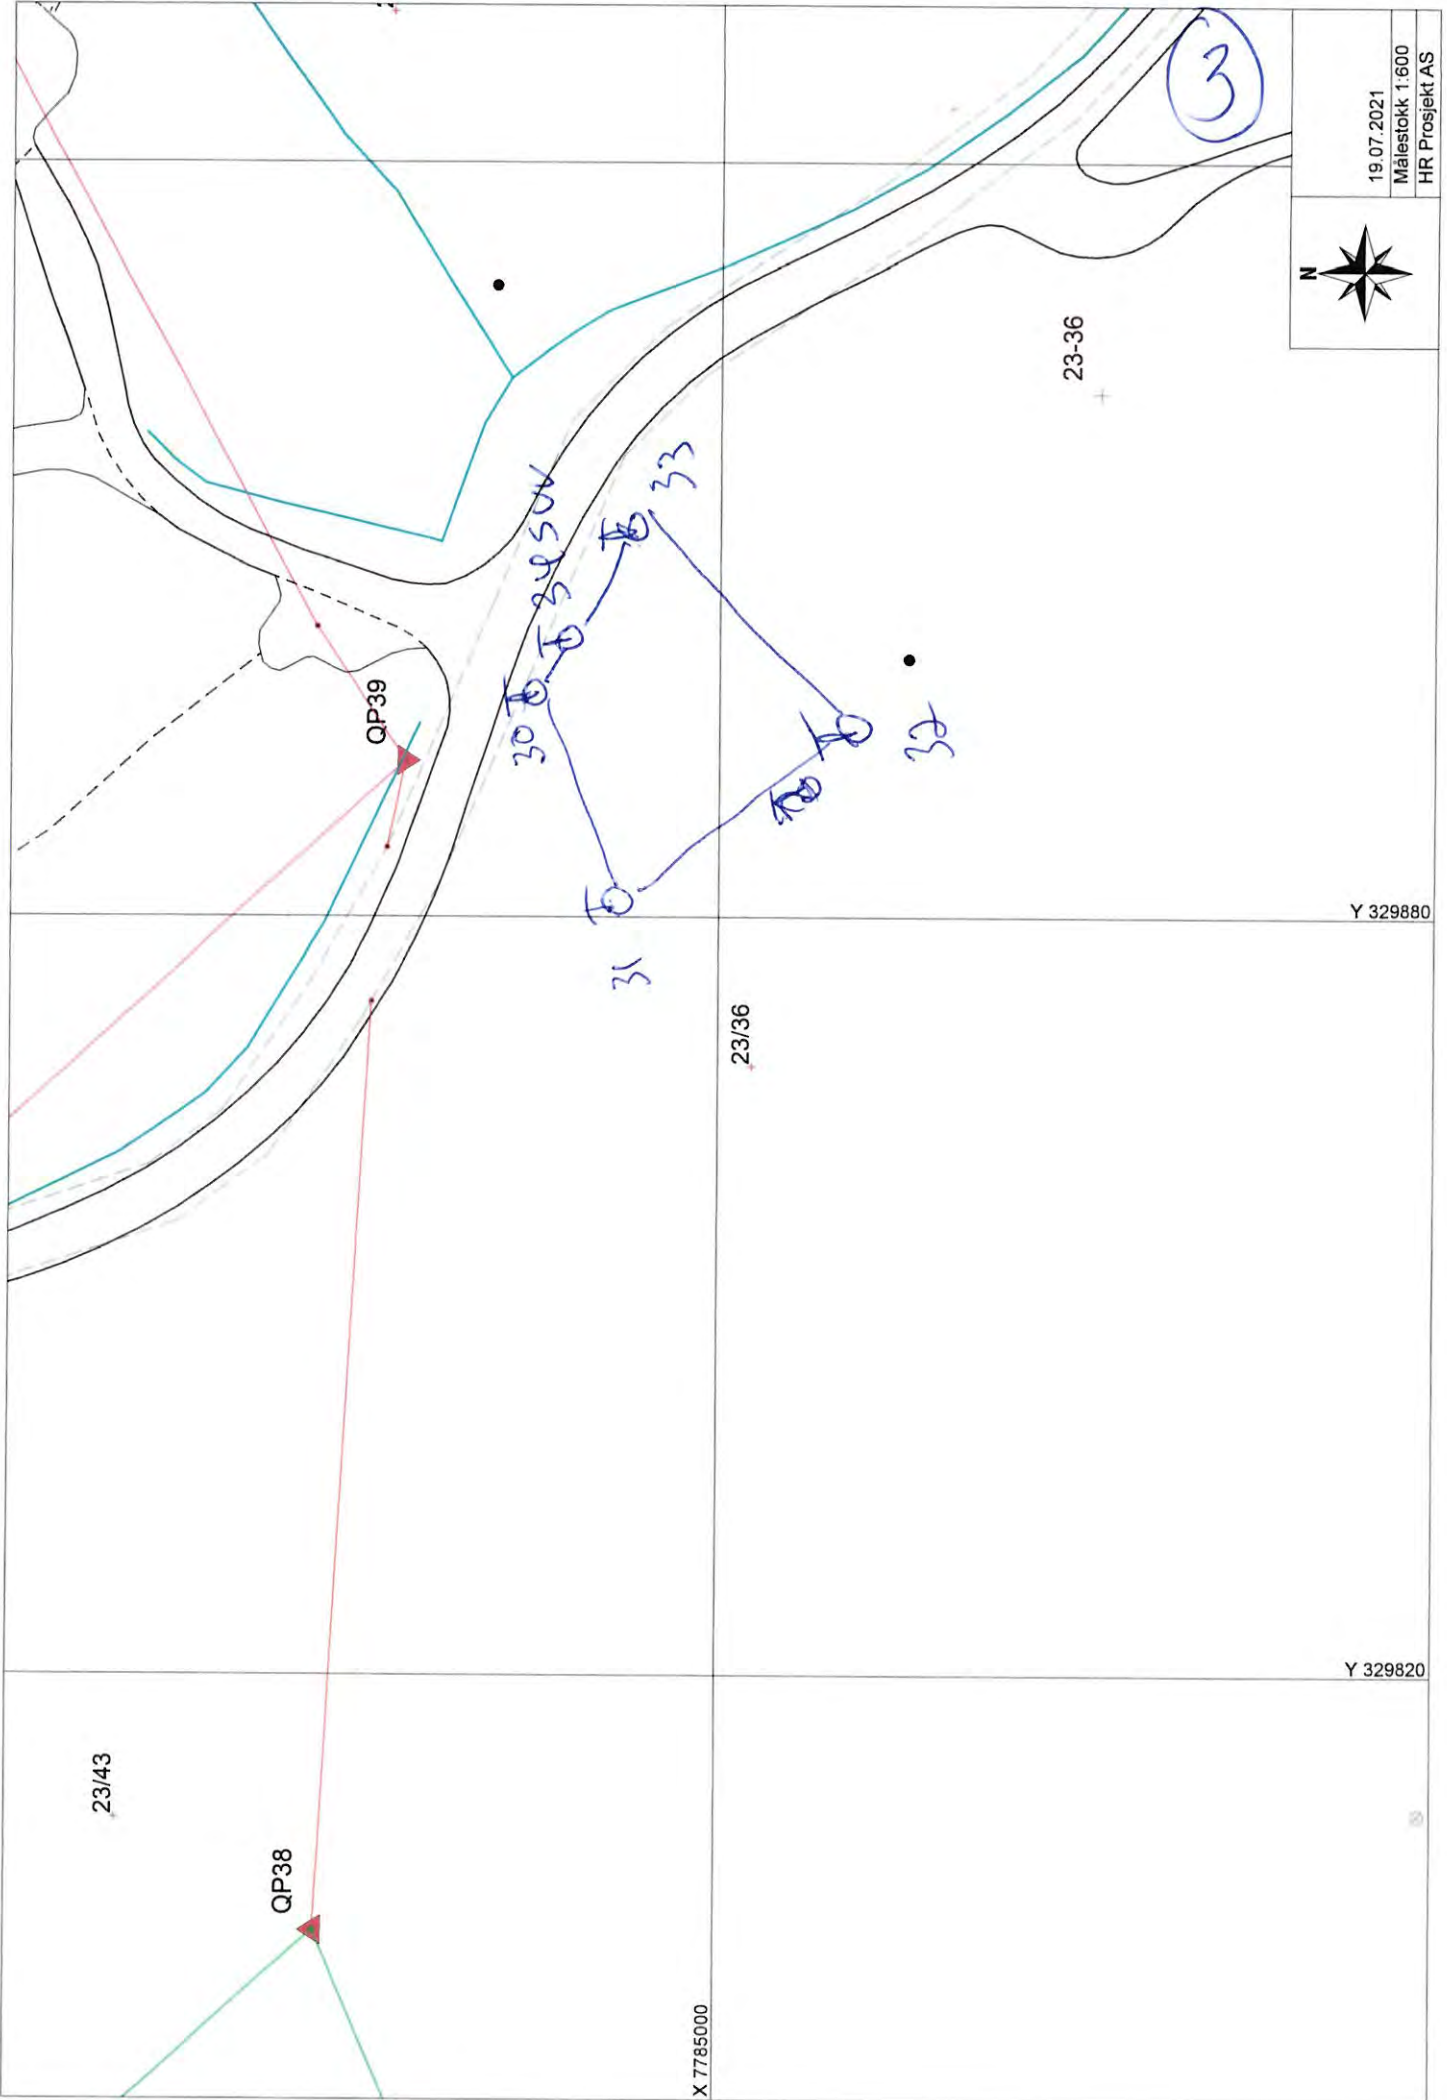 3
19.07.2021
Målestokk 1:600
HR Prosjekt AS
N
23-36
33
QP39
30
32
31
Y 329880
23/36
Y 329820
23/43
QP38
X 7785000